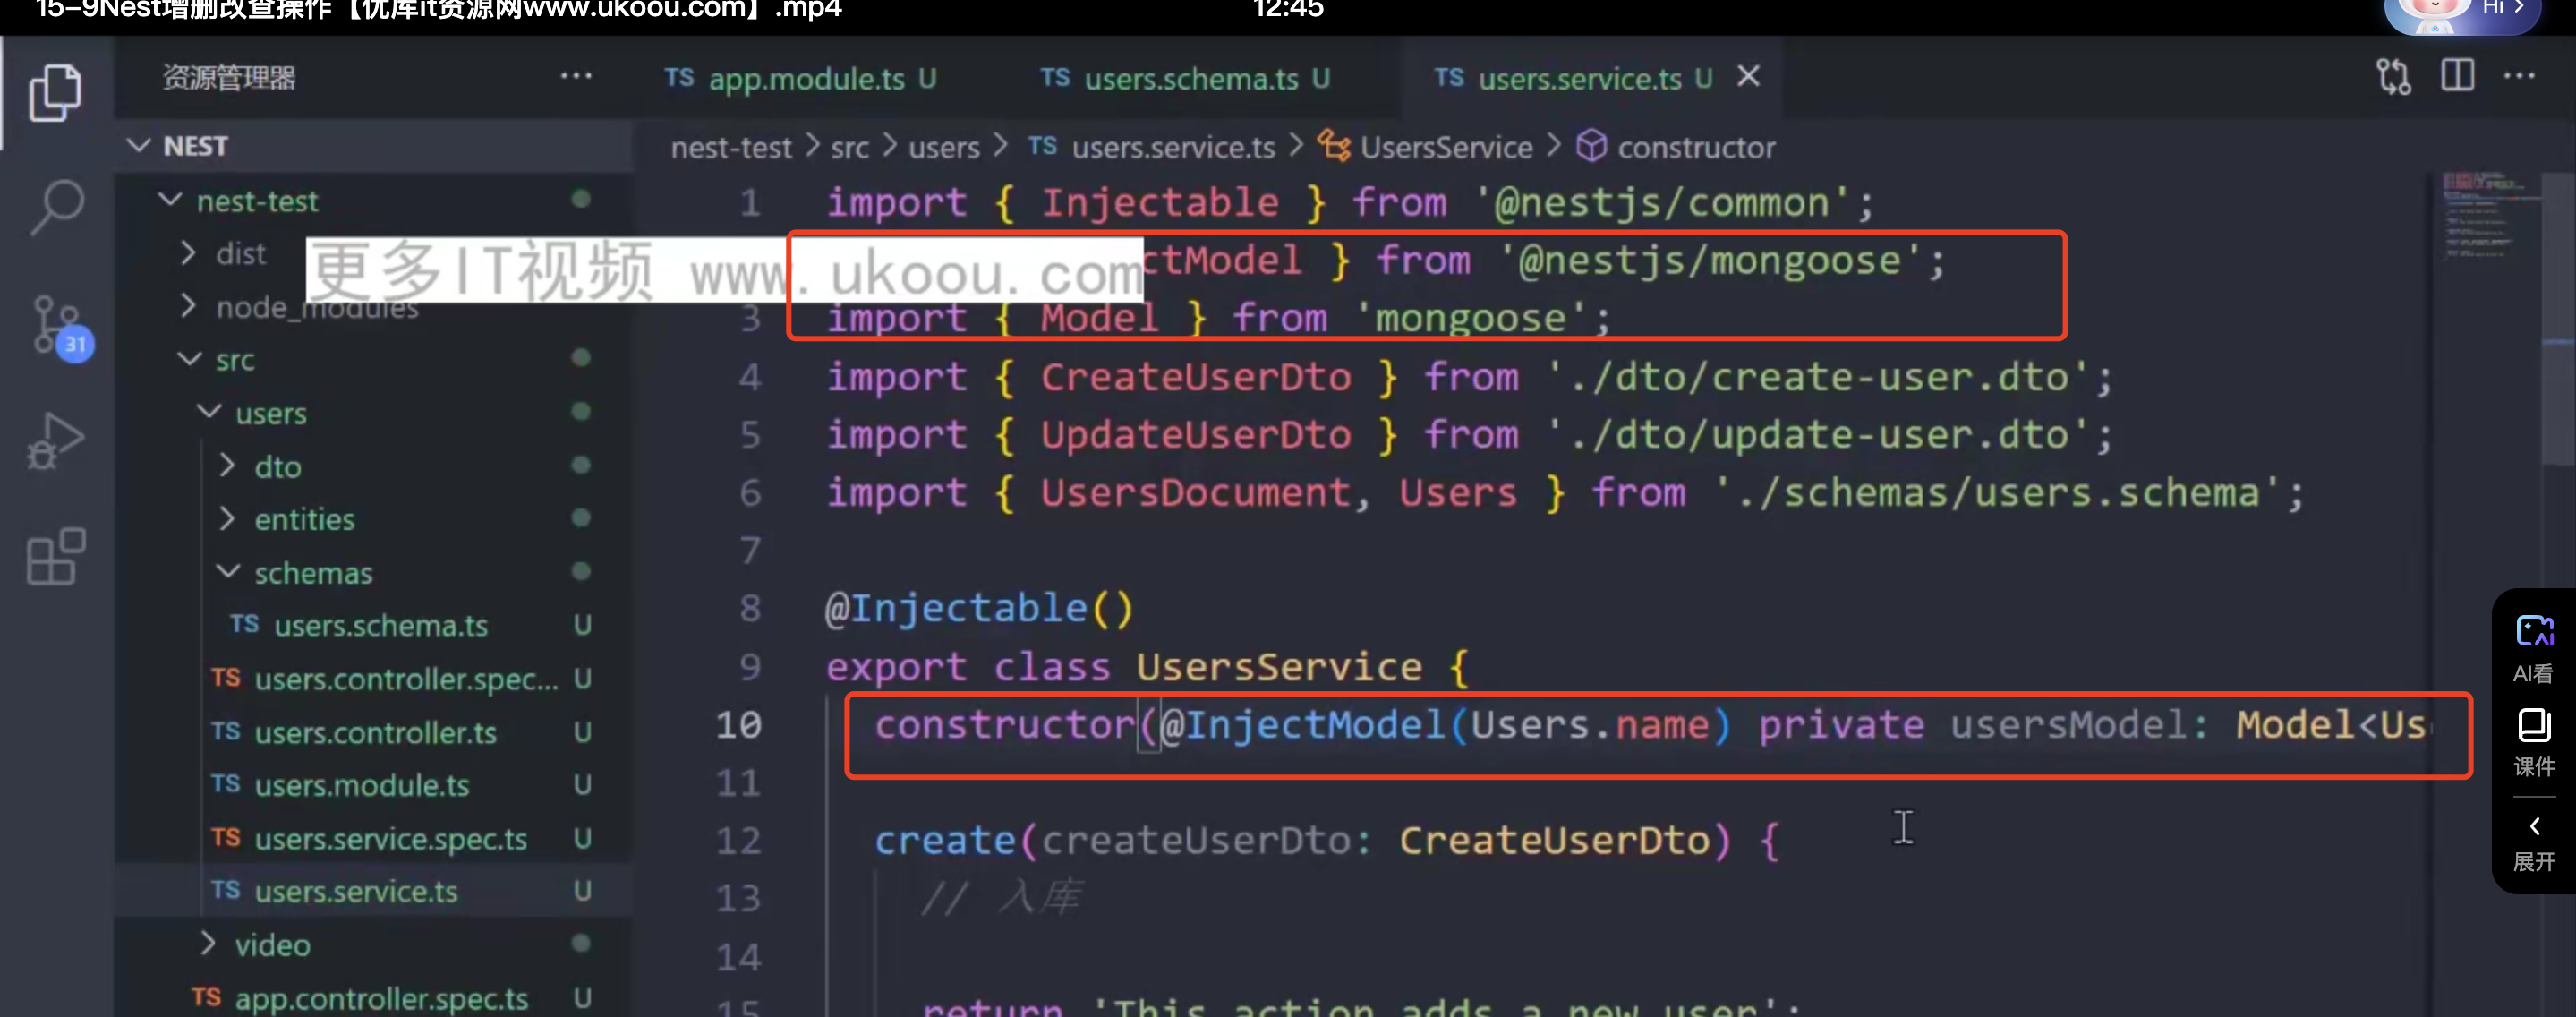 15-9Nest增删改查操作【优库it资源网www.ukoou.com】.mp4
12:45
Hi >
资源管理器 ···
TS app.module.ts U
TS users.schema.ts U
TS users.service.ts U ×
···
NEST
nest-test
dist
node_modules
src
users
dto
entities
schemas
TS users.schema.ts U
TS users.controller.spec... U
TS users.controller.ts U
TS users.module.ts U
TS users.service.spec.ts U
TS users.service.ts U
video
TS app.controller.spec.ts U
31
更多IT视频 www.ukoou.com
nest-test > src > users > TS users.service.ts > UsersService > constructor
1 import { Injectable } from '@nestjs/common';
ctModel } from '@nestjs/mongoose';
3 import { Model } from 'mongoose';
4 import { CreateUserDto } from './dto/create-user.dto';
5 import { UpdateUserDto } from './dto/update-user.dto';
6 import { UsersDocument, Users } from './schemas/users.schema';
7
8 @Injectable()
9 export class UsersService {
10 constructor(@InjectModel(Users.name) private usersModel: Model<Us
11
12 create(createUserDto: CreateUserDto) {
13 // 入库
14
15 return 'This action adds a new user';
AI看
课件
展开